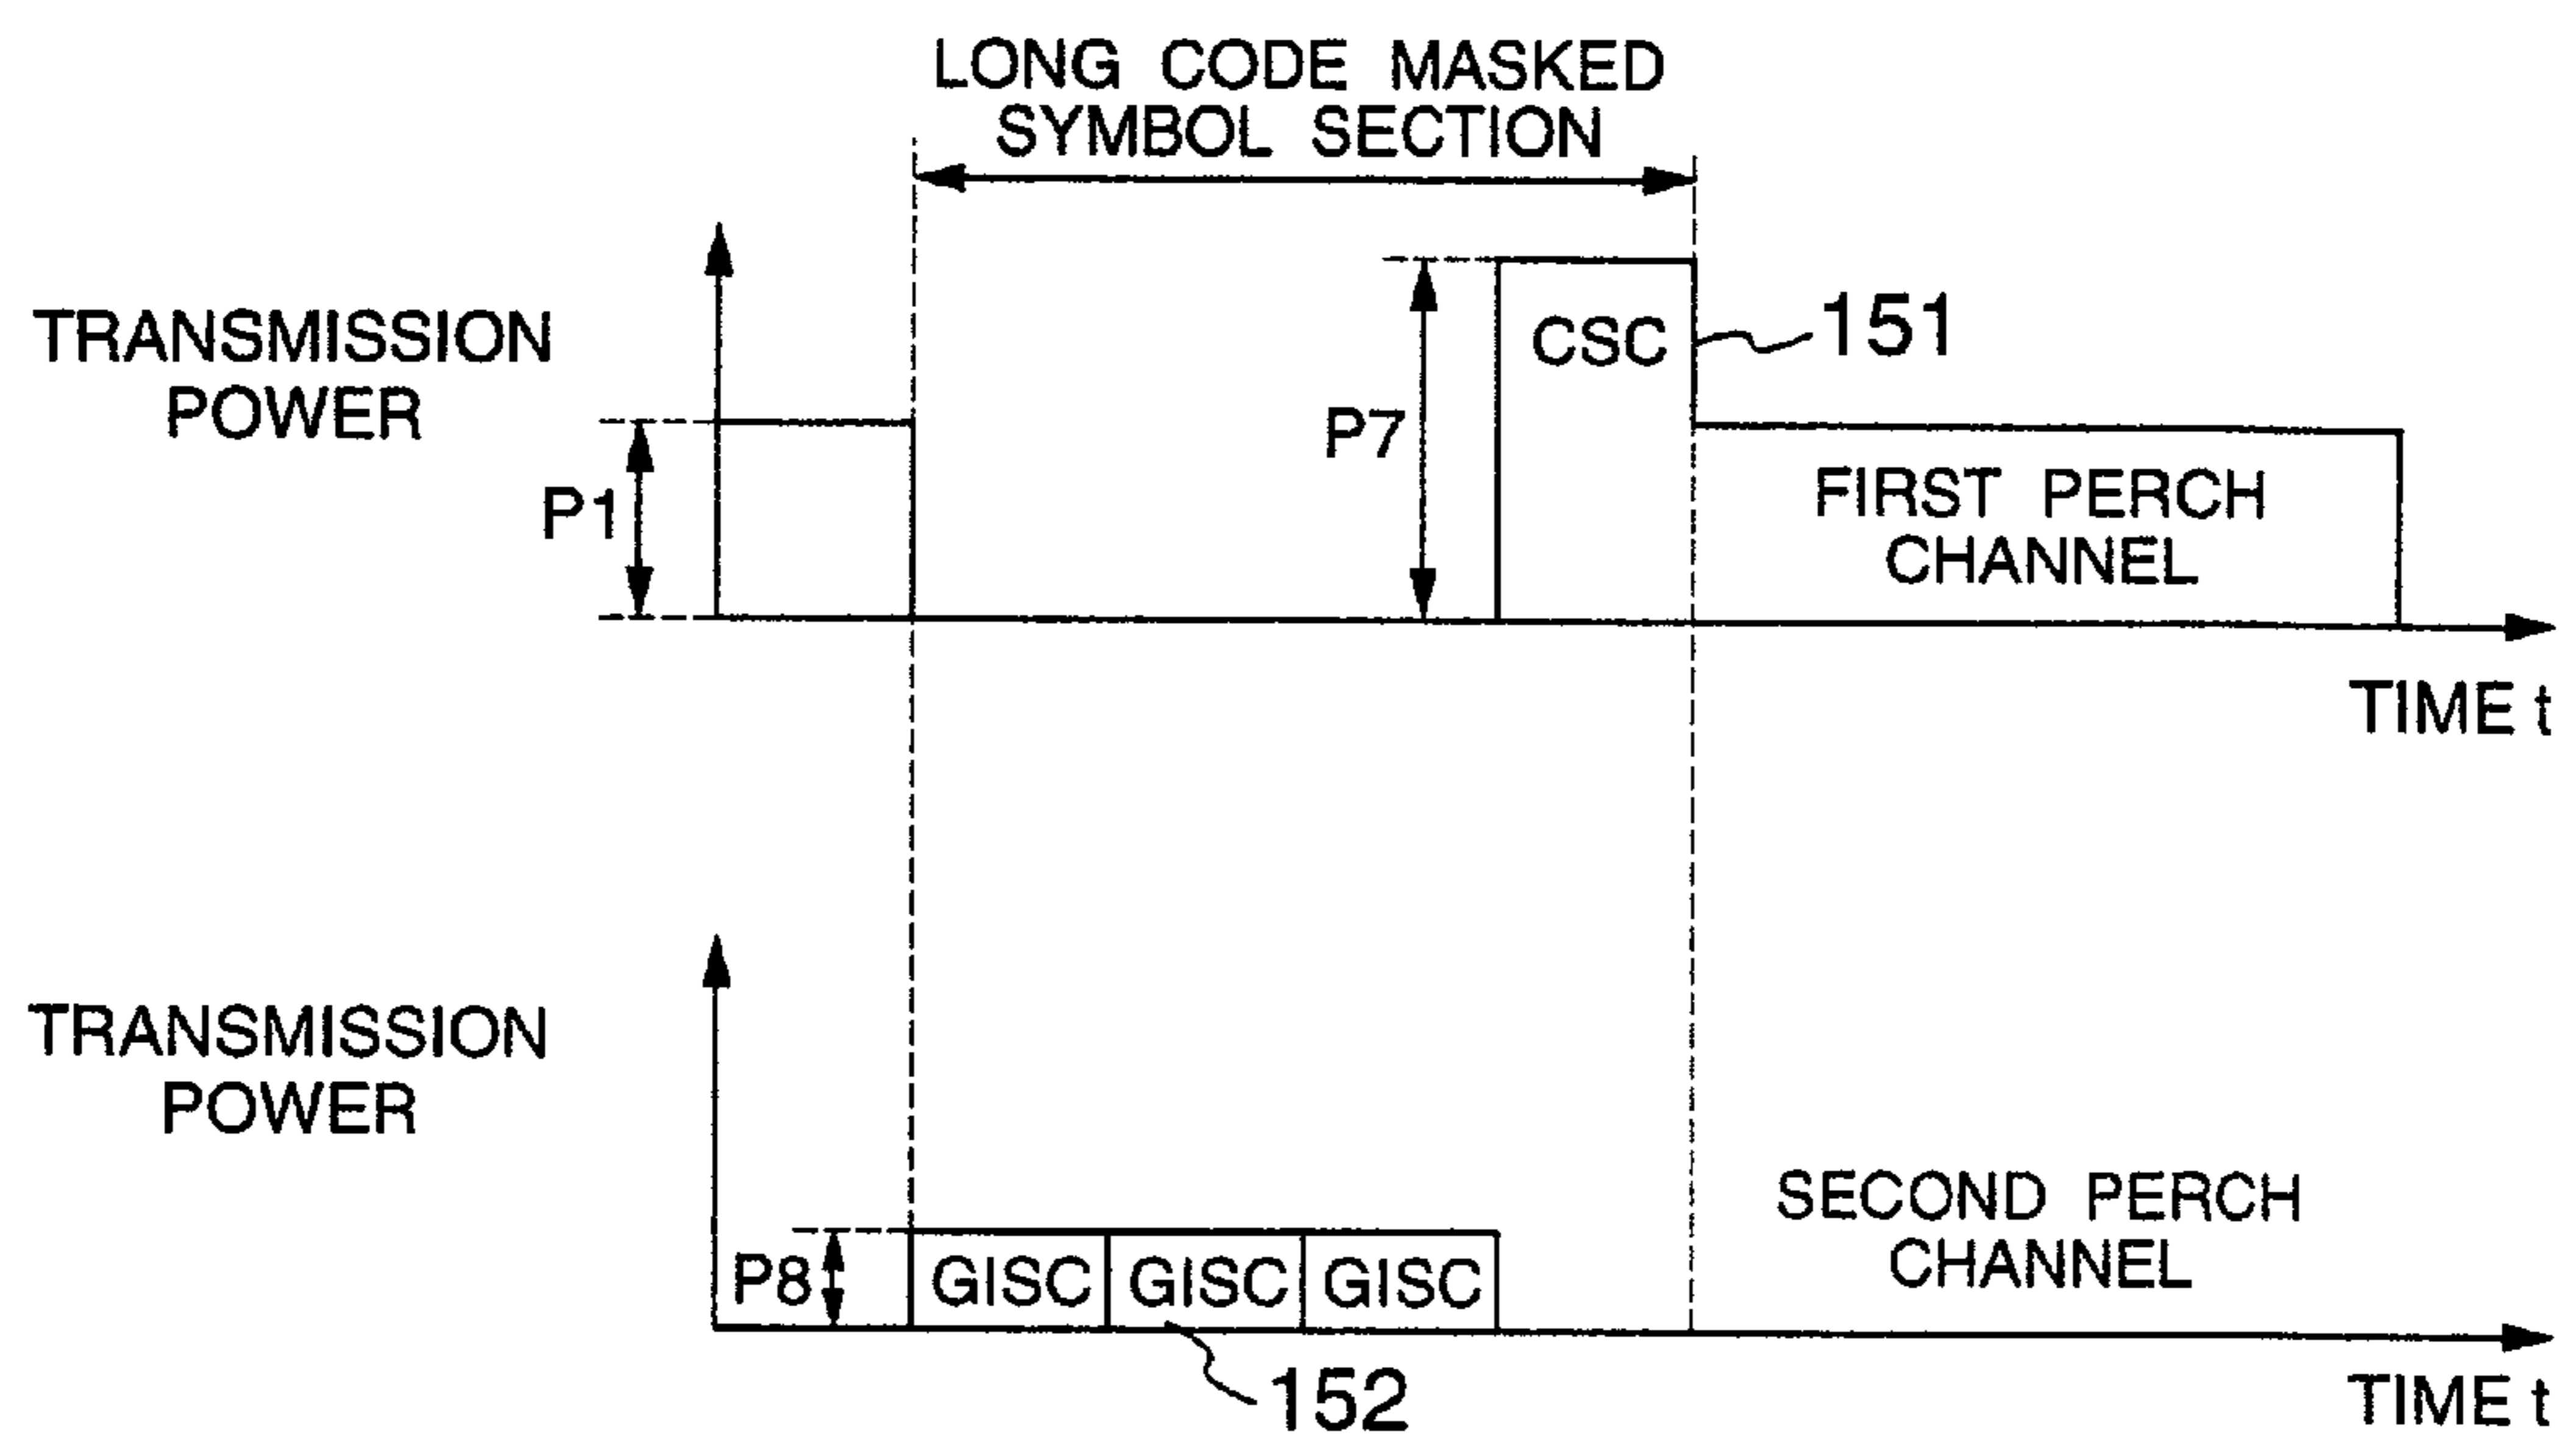 LONG CODE MASKED
SYMBOL SECTION
TRANSMISSION
POWER
P1
P7
CSC
151
FIRST PERCH
CHANNEL
TIME t
TRANSMISSION
POWER
P8
GISC GISC GISC
152
SECOND PERCH
CHANNEL
TIME t